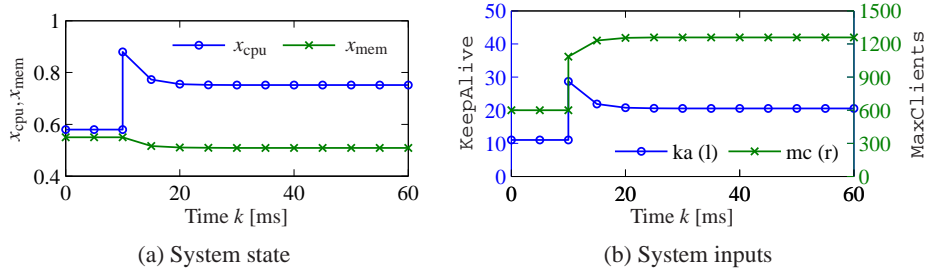 1
0.8
0.6
0.4
0
20
40
60
x_cpu, x_mem
x_cpu
x_mem
Time k [ms]
(a) System state
50
40
30
20
10
0
0
20
40
60
KeepAlive
1500
1200
900
600
300
0
MaxClients
ka (l)
mc (r)
Time k [ms]
(b) System inputs